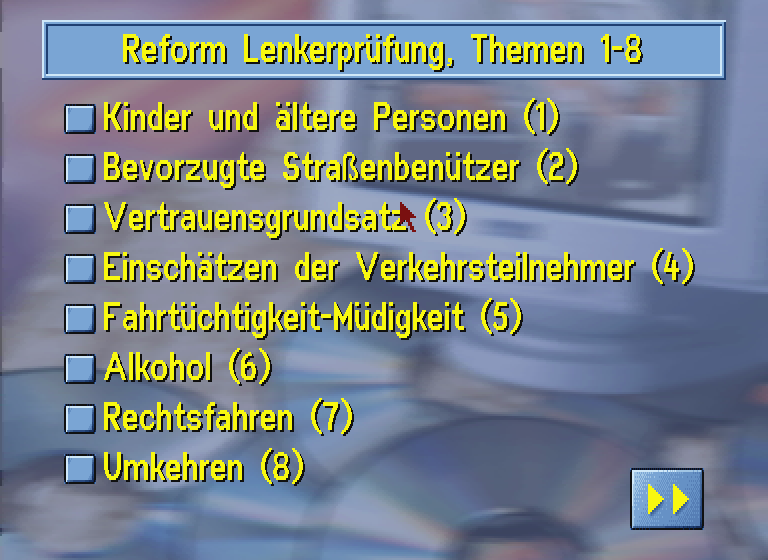 Reform Lenkerprüfung, Themen 1-8
Kinder und ältere Personen (1)
Bevorzugte Straßenbenützer (2)
Vertrauensgrundsatz (3)
Einschätzen der Verkehrsteilnehmer (4)
Fahrtüchtigkeit-Müdigkeit (5)
Alkohol (6)
Rechtsfahren (7)
Umkehren (8)